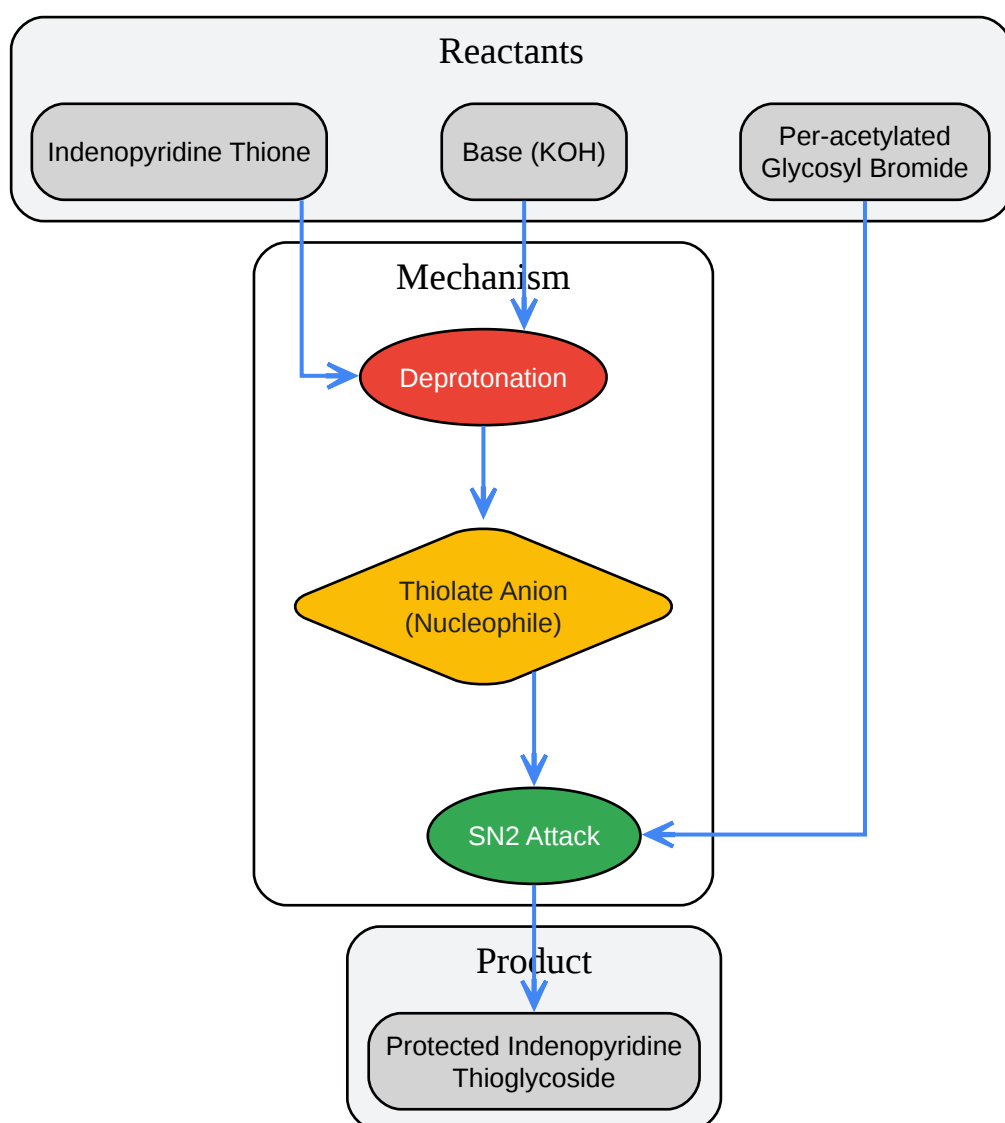 Reactants
Indenopyridine Thione
Base (KOH)
Per-acetylated
Glycosyl Bromide
Mechanism
Deprotonation
Thiolate Anion
(Nucleophile)
SN2 Attack
Product
Protected Indenopyridine
Thioglycoside